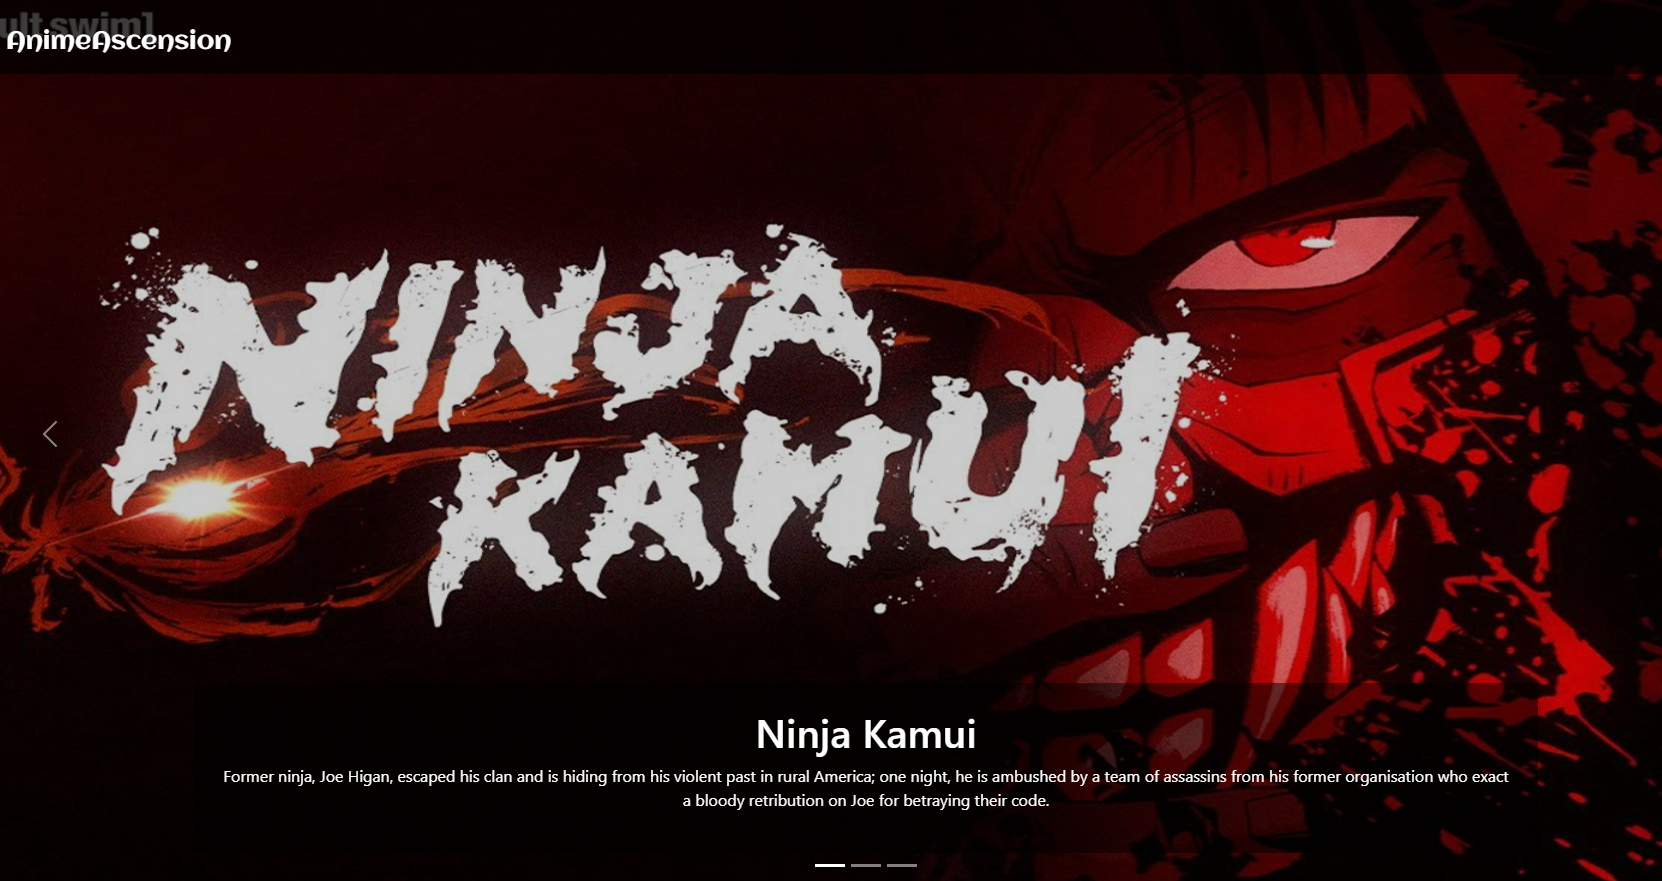 ult swim]
AnimeAscension
NINJA
KAMUI
Ninja Kamui
Former ninja, Joe Higan, escaped his clan and is hiding from his violent past in rural America; one night, he is ambushed by a team of assassins from his former organisation who exact
a bloody retribution on Joe for betraying their code.